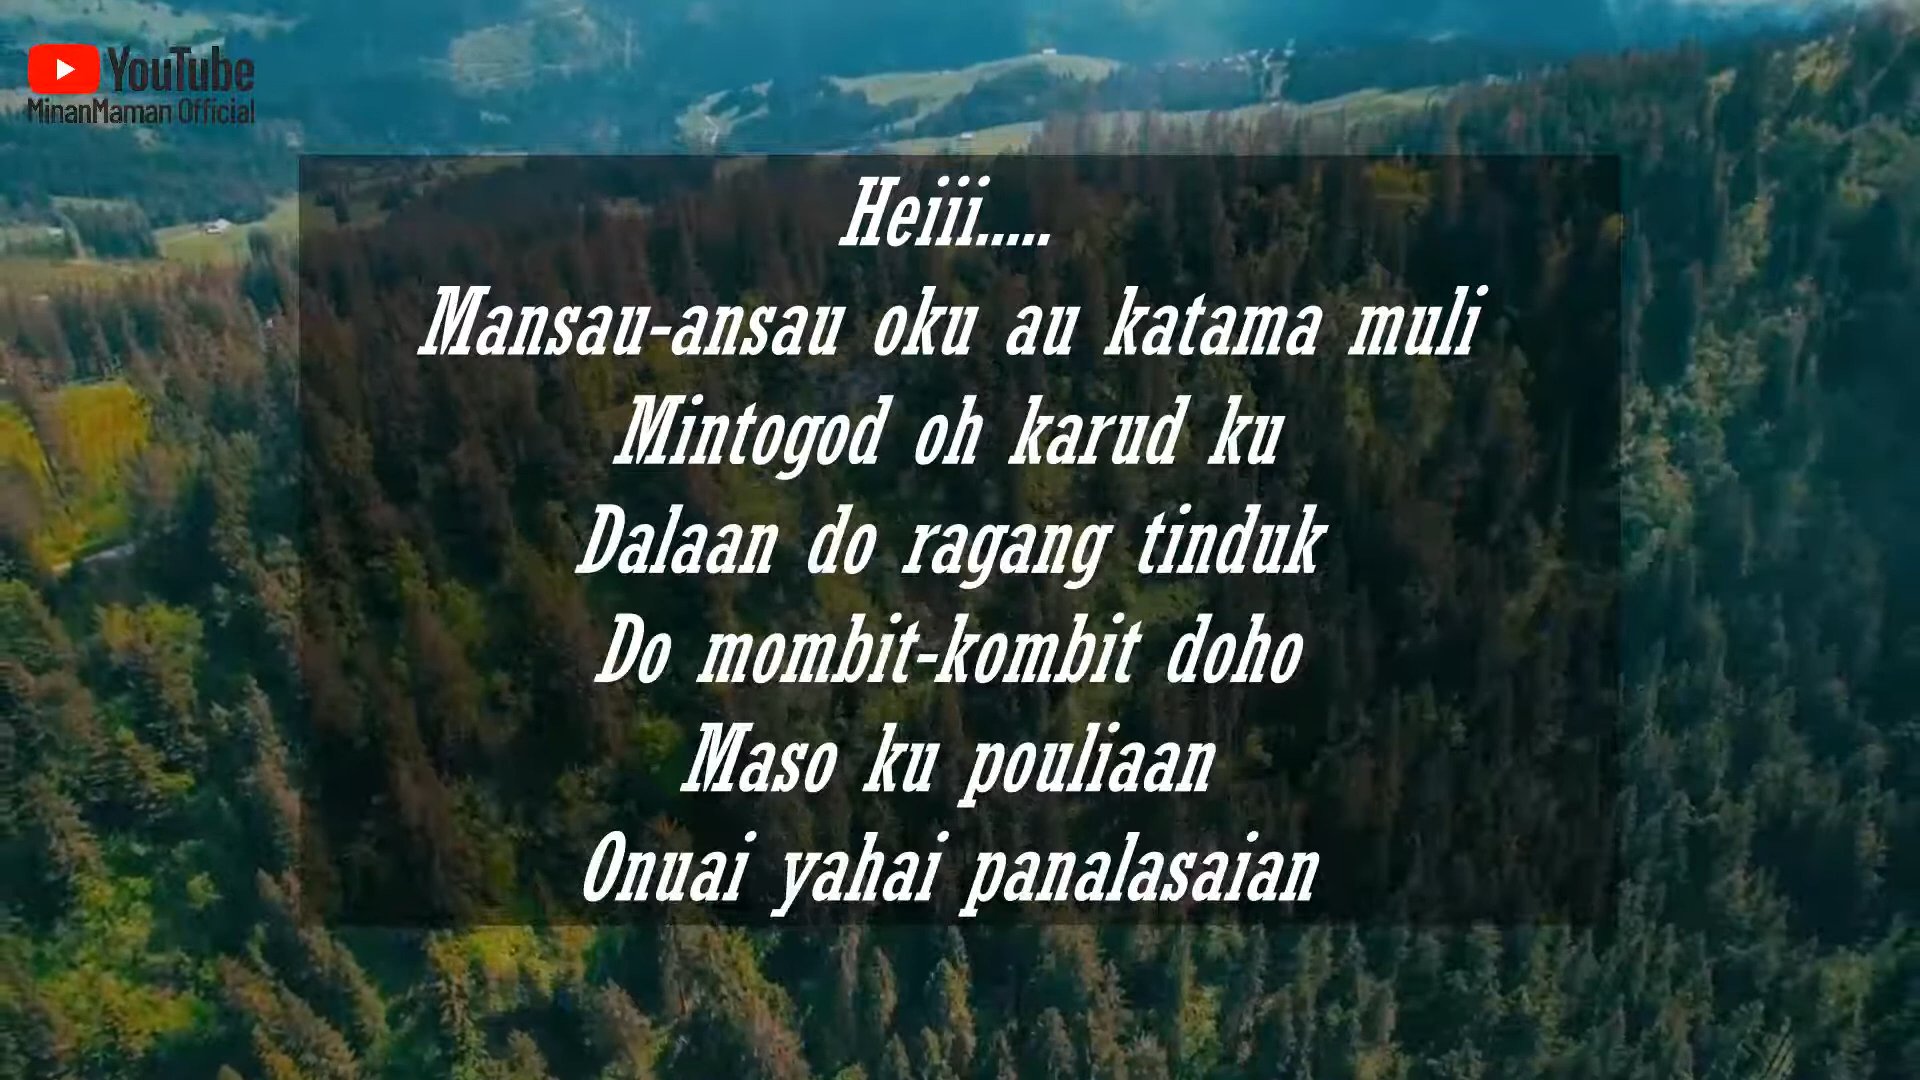 YouTube
MinanMaman Official
Heiii.....
Mansau-ansau oku au katama muli
Mintogod oh karud ku
Dalaan do ragang tinduk
Do mombit-kombit doho
Maso ku pouliaan
Onuai yahai panalasaian